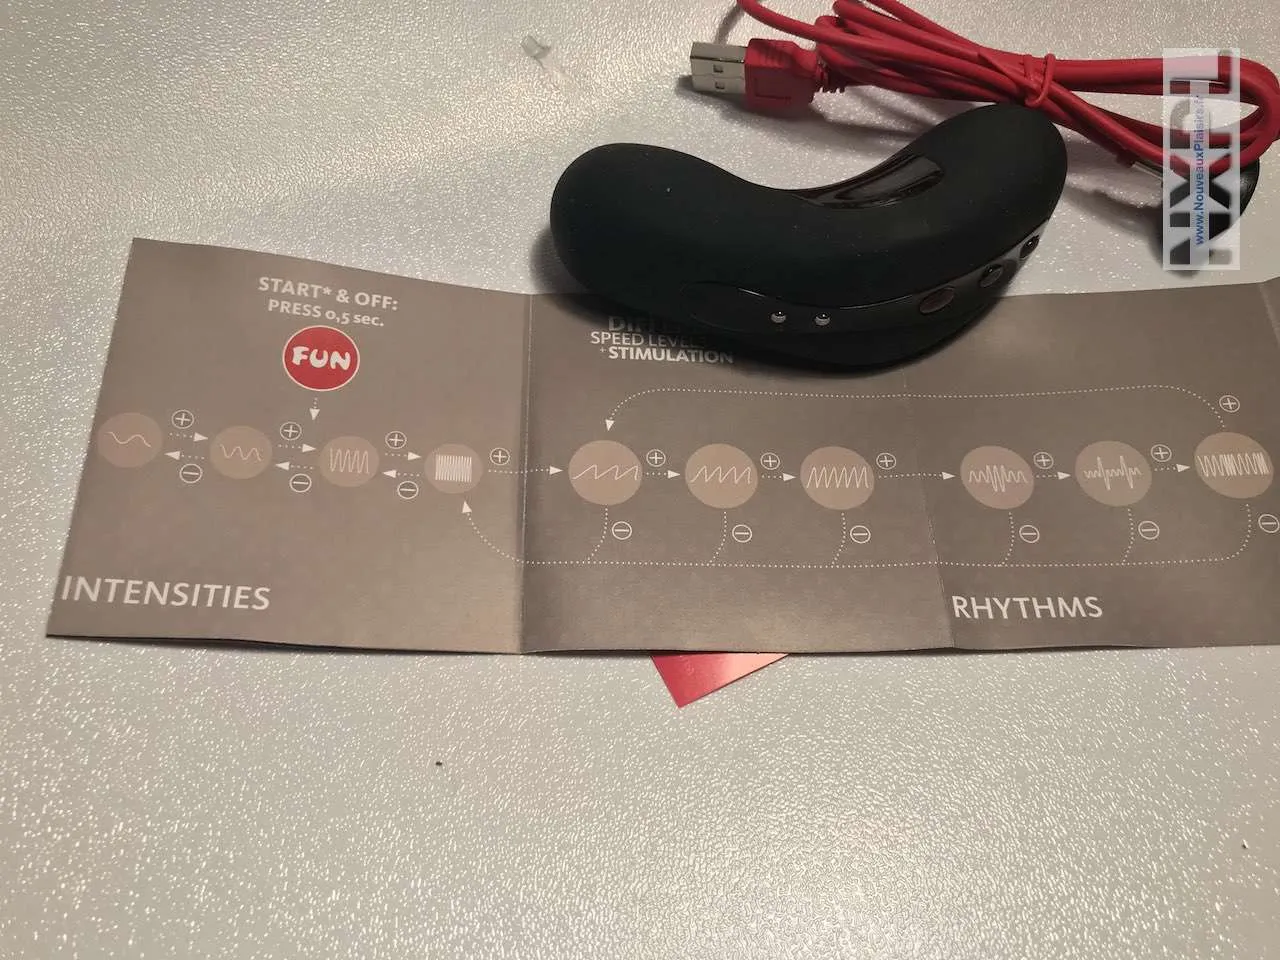 START* & OFF:
PRESS 0,5 sec.
FUN
SPEED LEVELS
+STIMULATION
INTENSITIES
RHYTHMS
NXPL
www.NouveauxPlaisirs.fr